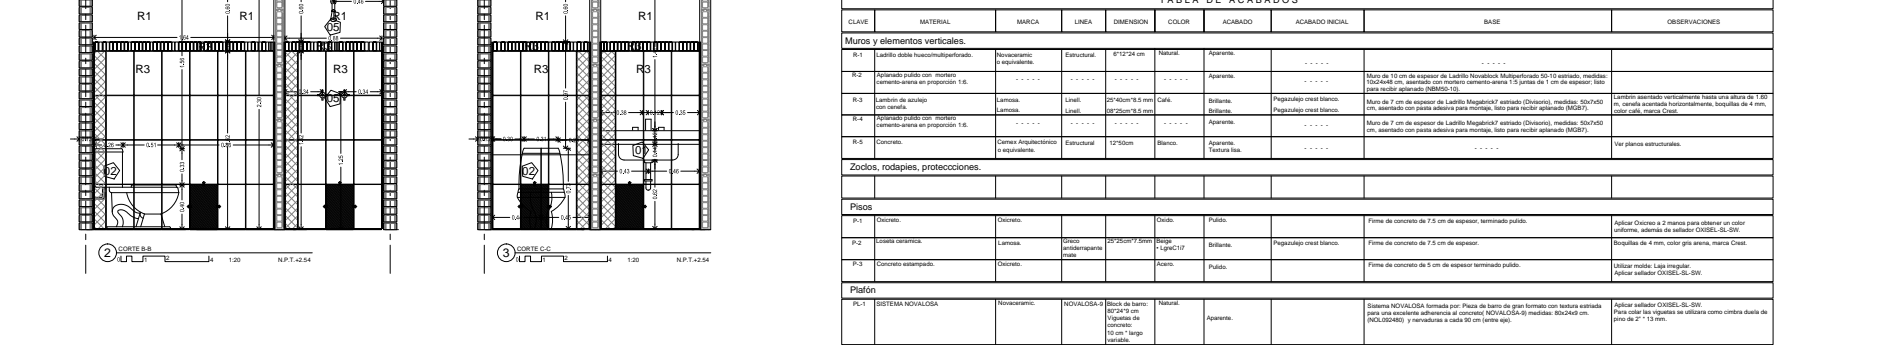 TABLA DE ACABADOS
CLAVE MATERIAL MARCA LINEA DIMENSION COLOR ACABADO ACABADO INICIAL BASE OBSERVACIONES
Muros y elementos verticales.
R-1 Ladrillo doble hueco/multiperforado. Novaceramic o equivalente. Estructural. 6*12*24 cm Natural. Aparente. - - - - - - - - - -
R-2 Aplanado pulido con mortero cemento-arena en proporción 1:6. - - - - - - - - - - - - - - - - - - - - Aparente. - - - - - Muro de 10 cm de espesor de Ladrillo Novablock Multiperforado 50-10 estriado, medidas: 10x24x48 cm, asentado con mortero cemento-arena 1:5 juntas de 1 cm de espesor; listo para recibir aplanado (NBM50-10).
R-3 Lambrin de azulejo con cenefa. Lamosa. Linell. 25*40cm*8.5 mm Café. Brillante. Pegazulejo crest blanco. Muro de 7 cm de espesor de Ladrillo Megabrick7 estriado (Divisorio), medidas: 50x7x50 cm, asentado con pasta adesiva para montaje, listo para recibir aplanado (MGB7). Lambrin asentado verticalmente hasta una altura de 1.60 m, cenefa acentada horizontalmente, boquillas de 4 mm, color café, marca Crest.
Lamosa. Linell. 08*25cm*8.5 mm Brillante. Pegazulejo crest blanco.
R-4 Aplanado pulido con mortero cemento-arena en proporción 1:6. - - - - - - - - - - - - - - - - - - - - Aparente. - - - - - Muro de 7 cm de espesor de Ladrillo Megabrick7 estriado (Divisorio), medidas: 50x7x50 cm, asentado con pasta adesiva para montaje, listo para recibir aplanado (MGB7).
R-5 Concreto. Cemex Arquitectónico o equivalente. Estructural 12*50cm Blanco. Aparente. Textura lisa. - - - - - - - - - - Ver planos estructurales.
Zoclos, rodapies, proteccciones.
Pisos
P-1 Oxicreto. Oxicreto. Oxido. Pulido. Firme de concreto de 7.5 cm de espesor, terminado pulido. Aplicar Oxicreo a 2 manos para obtener un color uniforme, además de sellador OXISEL-SL-SW.
P-2 Loseta ceramica. Lamosa. Greco antiderrapante mate 25*25cm*7.5mm Beige • LgreC1i7 Brillante. Pegazulejo crest blanco. Firme de concreto de 7.5 cm de espesor. Boquillas de 4 mm, color gris arena, marca Crest.
P-3 Concreto estampado. Oxicreto. Acero. Pulido. Firme de concreto de 5 cm de espesor terminado pulido. Utilizar molde: Laja irregular. Aplicar sellador OXISEL-SL-SW.
Plafón
PL-1 SISTEMA NOVALOSA Novaceramic. NOVALOSA-9 Block de barro: 80*24*9 cm Viguetas de concreto: 10 cm * largo variable. Natural. Aparente. Sistema NOVALOSA formada por: Pieza de barro de gran formato con textura estriada para una excelente adherencia al concreto( NOVALOSA-9) medidas: 80x24x9 cm. (NOL092480) y nervaduras a cada 90 cm (entre eje). Aplicar sellador OXISEL-SL-SW. Para colar las viguetas se utilizara como cimbra duela de pino de 2" * 13 mm.
R1 R1 R1
05
R3 R3
05
02
2 CORTE B-B
0 1 2 4 1:20 N.P.T.+2.54
R1 R1
R3 R3
02 01
3 CORTE C-C
0 1 2 4 1:20 N.P.T.+2.54